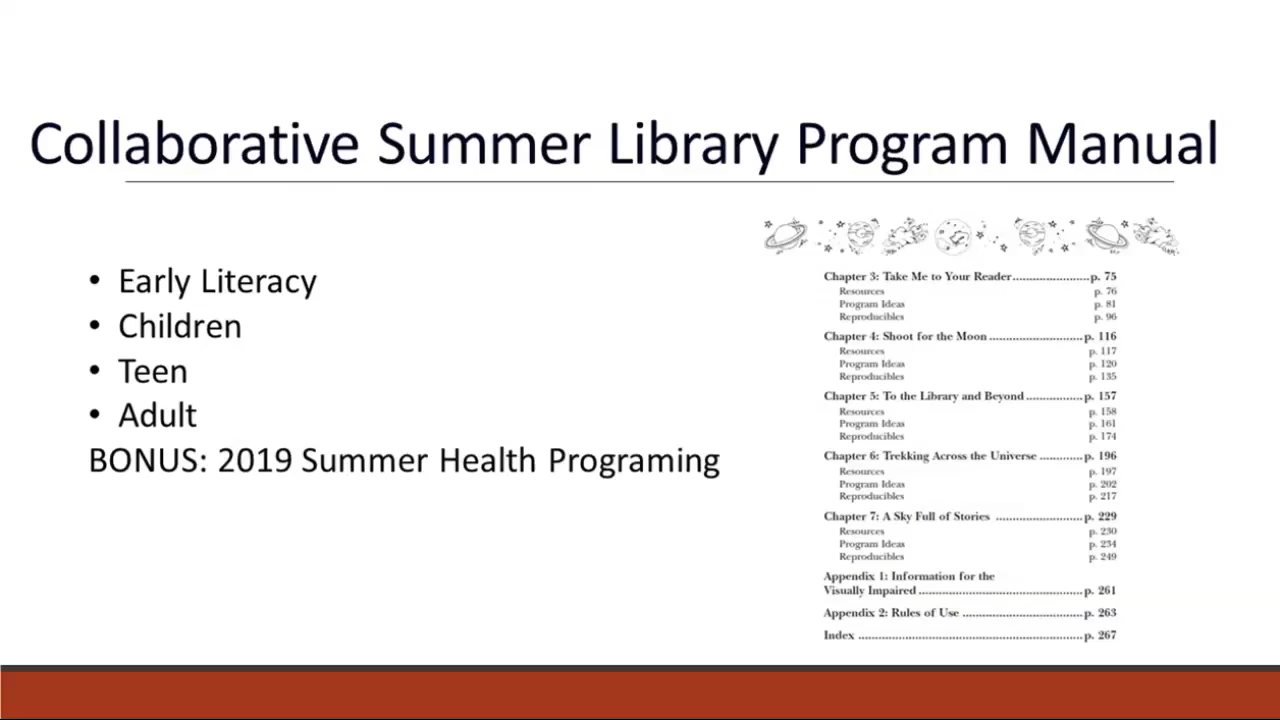 Collaborative Summer Library Program Manual
• Early Literacy
• Children
• Teen
• Adult
BONUS: 2019 Summer Health Programing
Chapter 3: Take Me to Your Reader........................p. 75
Resources p. 76
Program Ideas p. 81
Reproducibles p. 96
Chapter 4: Shoot for the Moon.............................p. 116
Resources p. 117
Program Ideas p. 120
Reproducibles p. 135
Chapter 5: To the Library and Beyond.................p. 157
Resources p. 158
Program Ideas p. 161
Reproducibles p. 174
Chapter 6: Trekking Across the Universe.............p. 196
Resources p. 197
Program Ideas p. 202
Reproducibles p. 217
Chapter 7: A Sky Full of Stories ...........................p. 229
Resources p. 230
Program Ideas p. 234
Reproducibles p. 249
Appendix 1: Information for the
Visually Impaired....................................................p. 261
Appendix 2: Rules of Use ......................................p. 263
Index .......................................................................p. 267